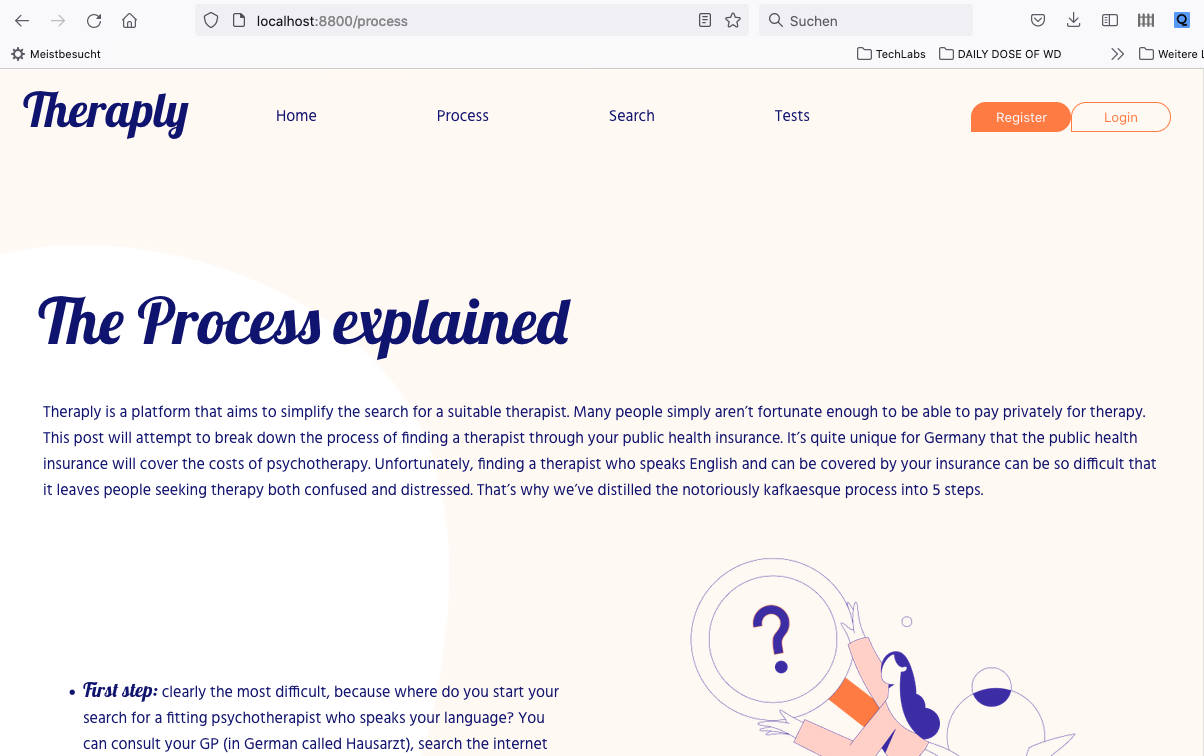 localhost:8800/process
Suchen
Meistbesucht
TechLabs
DAILY DOSE OF WD
Weitere L
Theraply
Home
Process
Search
Tests
Register
Login
The Process explained
Theraply is a platform that aims to simplify the search for a suitable therapist. Many people simply aren’t fortunate enough to be able to pay privately for therapy.
This post will attempt to break down the process of finding a therapist through your public health insurance. It’s quite unique for Germany that the public health
insurance will cover the costs of psychotherapy. Unfortunately, finding a therapist who speaks English and can be covered by your insurance can be so difficult that
it leaves people seeking therapy both confused and distressed. That’s why we’ve distilled the notoriously kafkaesque process into 5 steps.
?
• First step: clearly the most difficult, because where do you start your
search for a fitting psychotherapist who speaks your language? You
can consult your GP (in German called Hausarzt), search the internet